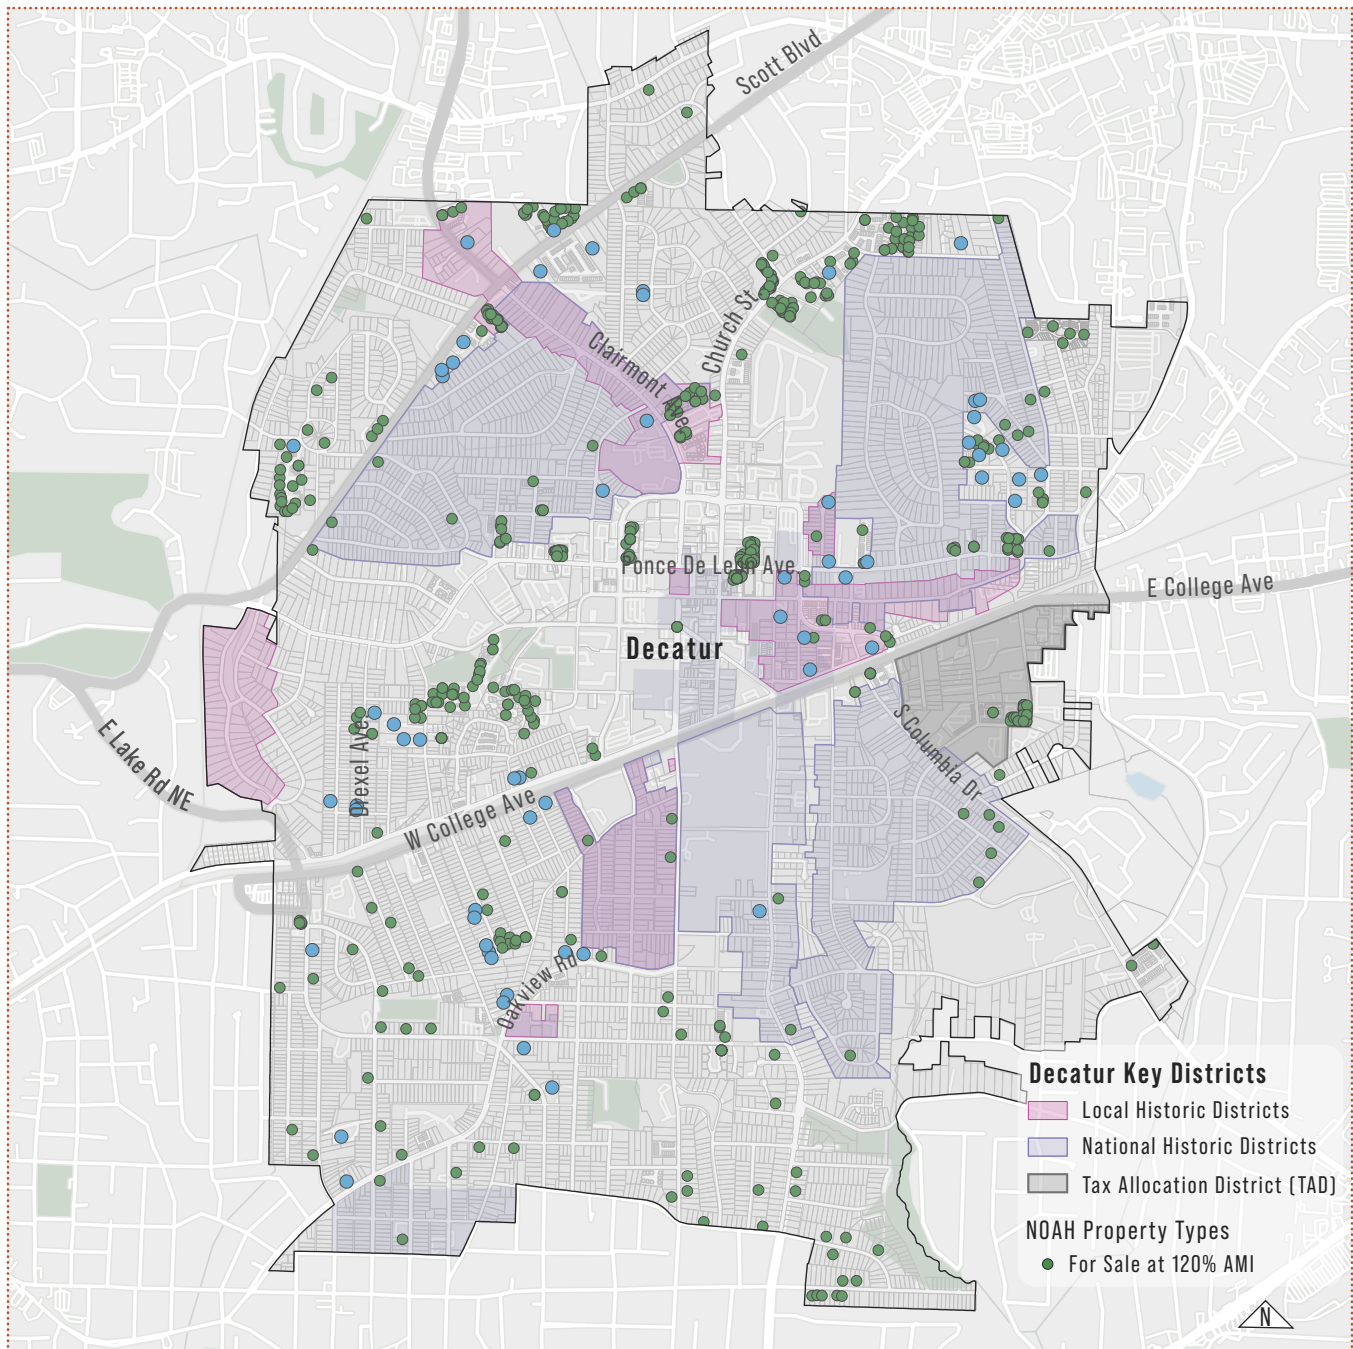 Scott Blvd
Church St
Clairmont Ave
Ponce De Leon Ave
E College Ave
Decatur
S Columbia Dr
E Lake Rd NE
Drexel Ave
W College Ave
Oakview Rd
Decatur Key Districts
Local Historic Districts
National Historic Districts
Tax Allocation District (TAD)
NOAH Property Types
For Sale at 120% AMI
N